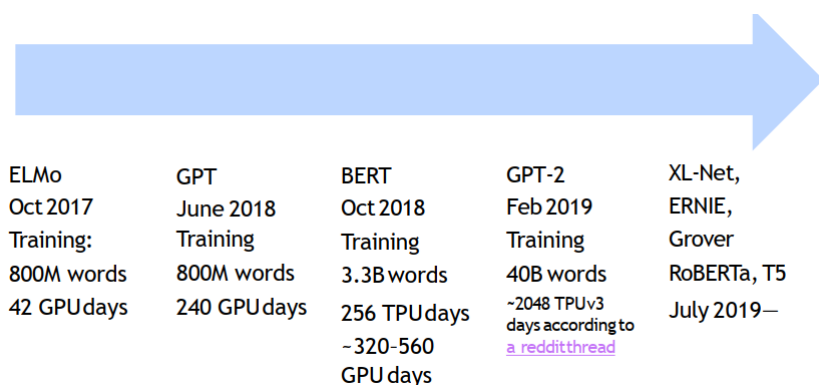 ELMo
Oct 2017
Training:
800M words
42 GPU days
GPT
June 2018
Training
800M words
240 GPU days
BERT
Oct 2018
Training
3.3B words
256 TPU days
~320-560
GPU days
GPT-2
Feb 2019
Training
40B words
~2048 TPU v3
days according to
a reddit thread
XL-Net,
ERNIE,
Grover
RoBERTa, T5
July 2019—